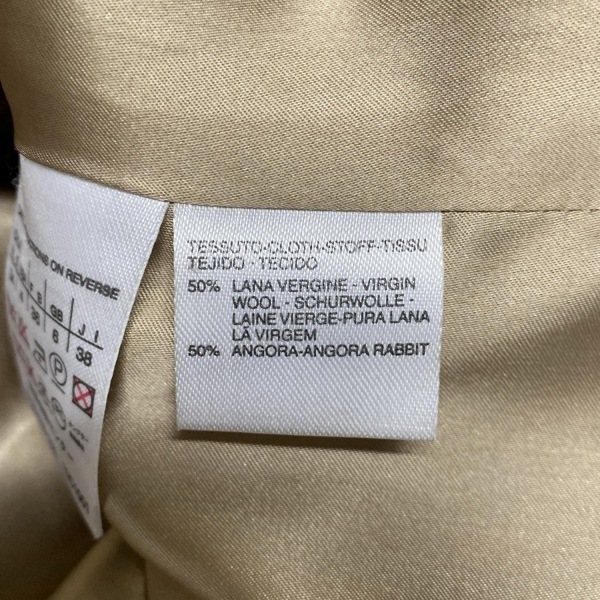 TESSUTO-CLOTH-STOFF-TISSU
TEJIDO - TECIDO
50% LANA VERGINE - VIRGIN
WOOL - SCHURWOLLE -
LAINE VIERGE-PURA LANA
LÃ VIRGEM
50% ANGORA-ANGORA RABBIT
ON REVERSE
E GB J I
38 6 38
P